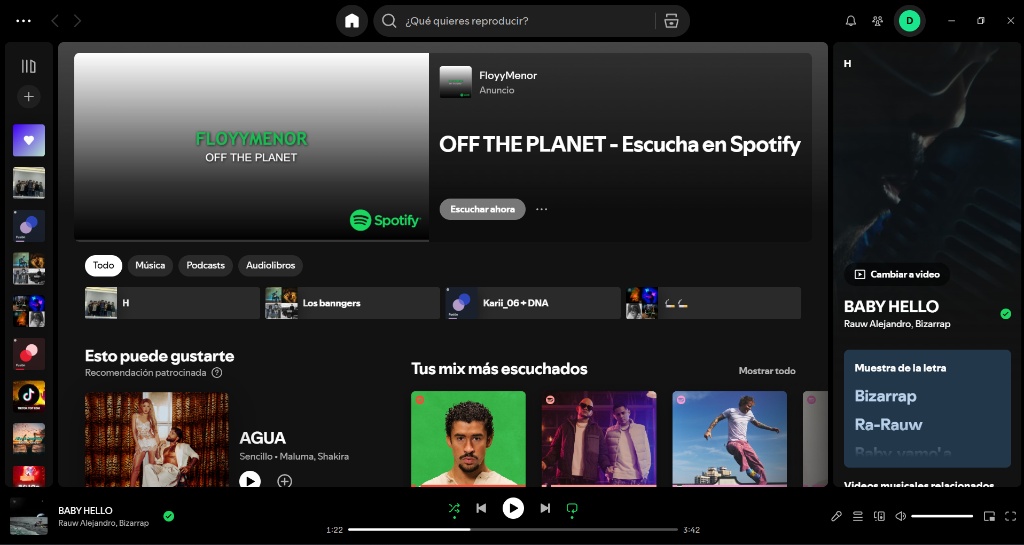 ¿Qué quieres reproducir?
D
FLOYYMENOR
OFF THE PLANET
Spotify
FloyyMenor
Anuncio
OFF THE PLANET - Escucha en Spotify
Escuchar ahora
Todo
Música
Podcasts
Audiolibros
H
Los banngers
Karii_06 + DNA
Esto puede gustarte
Recomendación patrocinada
AGUA
Sencillo • Maluma, Shakira
Tus mix más escuchados
Mostrar todo
H
Cambiar a video
BABY HELLO
Rauw Alejandro, Bizarrap
Muestra de la letra
Bizarrap
Ra-Rauw
Baby, vamo' a
Videos musicales relacionados
BABY HELLO
Rauw Alejandro, Bizarrap
1:22
3:42